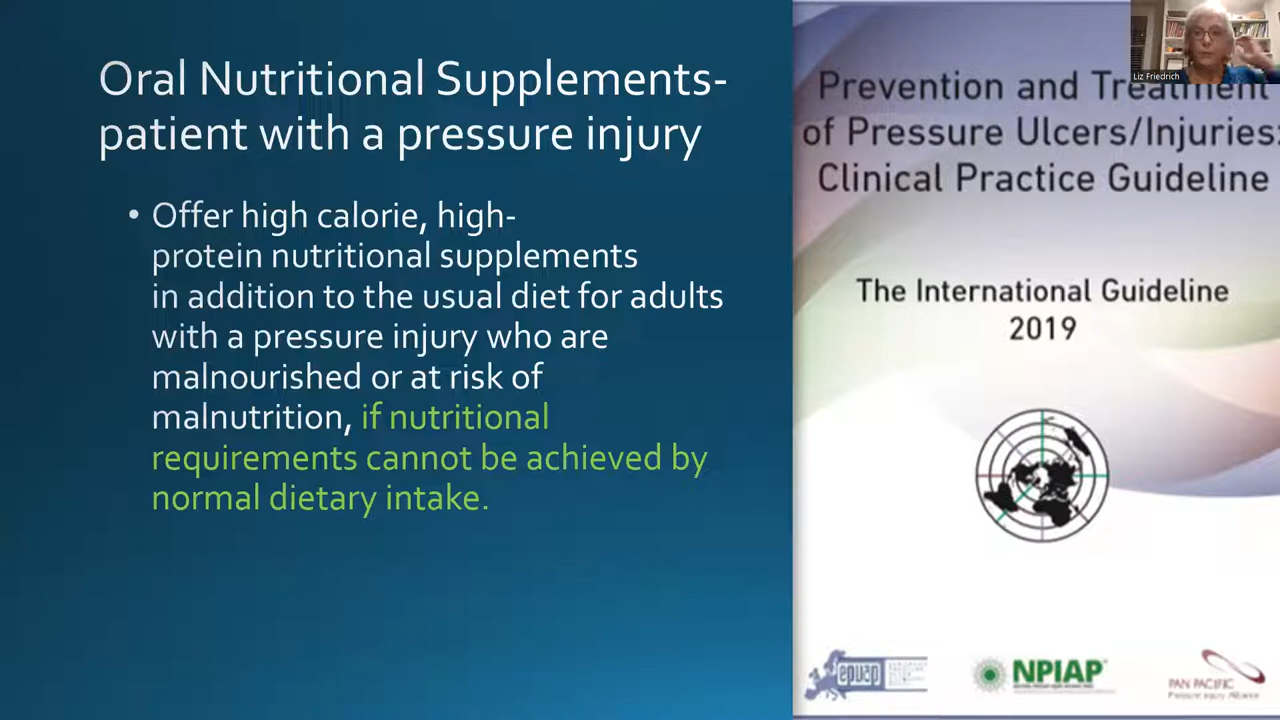 Oral Nutritional Supplements-
patient with a pressure injury
• Offer high calorie, high-
protein nutritional supplements
in addition to the usual diet for adults
with a pressure injury who are
malnourished or at risk of
malnutrition, if nutritional
requirements cannot be achieved by
normal dietary intake.
Liz Friedrich
Prevention and Treatment
of Pressure Ulcers/Injuries:
Clinical Practice Guideline
The International Guideline
2019
epuap
NPIAP
PAN PACIFIC
Pressure Injury Alliance